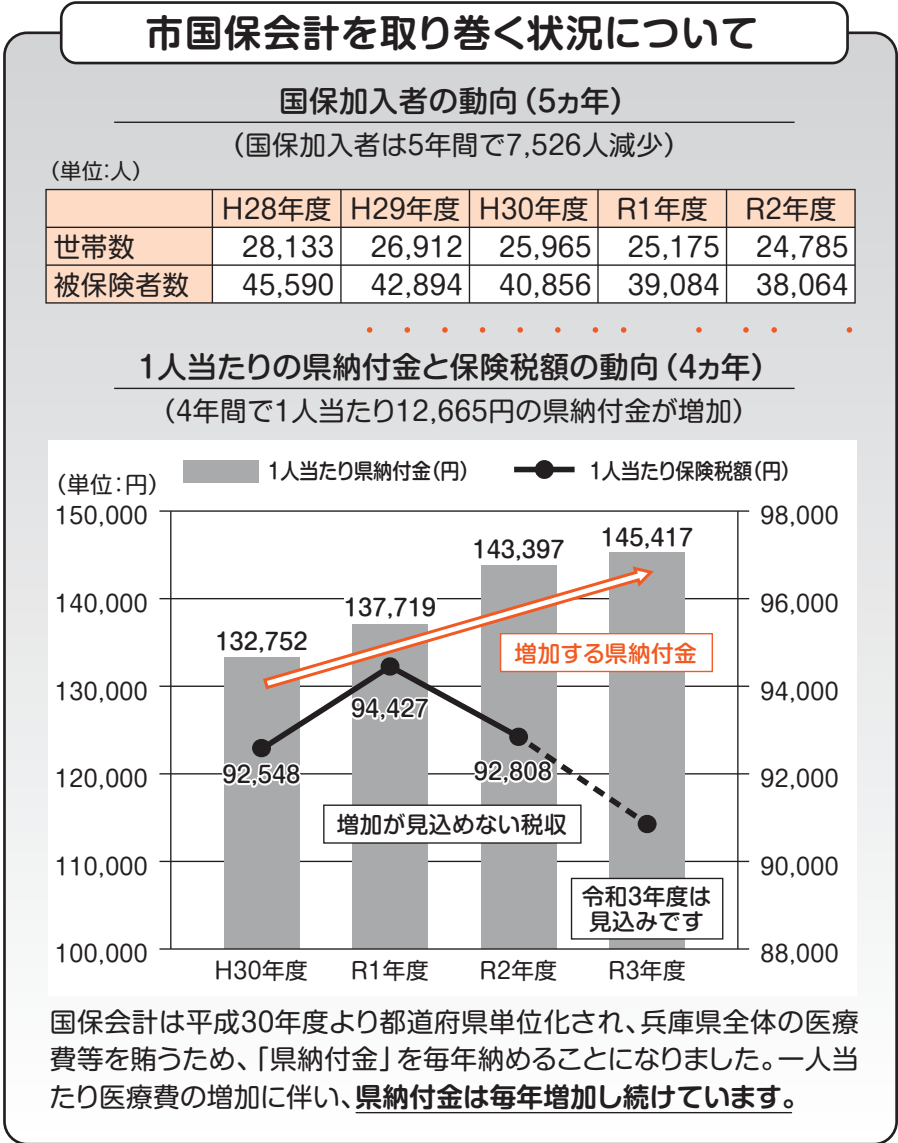 市国保会計を取り巻く状況について
国保加入者の動向（5ヵ年）
（国保加入者は5年間で7,526人減少）
（単位：人）
H28年度 H29年度 H30年度 R1年度 R2年度
世帯数 28,133 26,912 25,965 25,175 24,785
被保険者数 45,590 42,894 40,856 39,084 38,064
1人当たりの県納付金と保険税額の動向（4ヵ年）
（4年間で1人当たり12,665円の県納付金が増加）
（単位：円） 1人当たり県納付金（円） 1人当たり保険税額（円）
150,000 98,000
145,417
143,397
140,000 96,000
137,719
132,752
増加する県納付金
130,000 94,000
94,427
92,548 92,808
120,000 92,000
増加が見込めない税収
110,000 90,000
令和3年度は
見込みです
100,000 88,000
H30年度 R1年度 R2年度 R3年度
国保会計は平成30年度より都道府県単位化され、兵庫県全体の医療
費等を賄うため、「県納付金」を毎年納めることになりました。一人当
たり医療費の増加に伴い、県納付金は毎年増加し続けています。